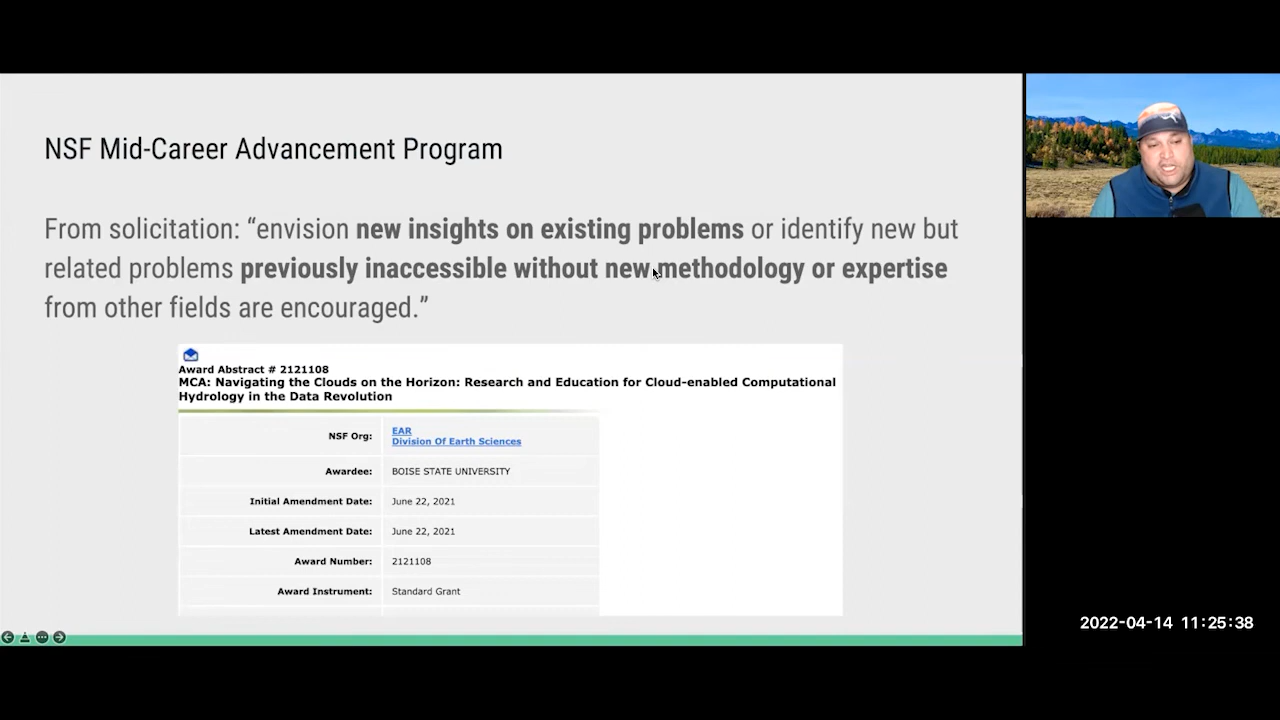 NSF Mid-Career Advancement Program
From solicitation: “envision new insights on existing problems or identify new but
related problems previously inaccessible without new methodology or expertise
from other fields are encouraged.”
Award Abstract # 2121108
MCA: Navigating the Clouds on the Horizon: Research and Education for Cloud-enabled Computational
Hydrology in the Data Revolution
NSF Org: EAR
Division Of Earth Sciences
Awardee: BOISE STATE UNIVERSITY
Initial Amendment Date: June 22, 2021
Latest Amendment Date: June 22, 2021
Award Number: 2121108
Award Instrument: Standard Grant
2022-04-14 11:25:38